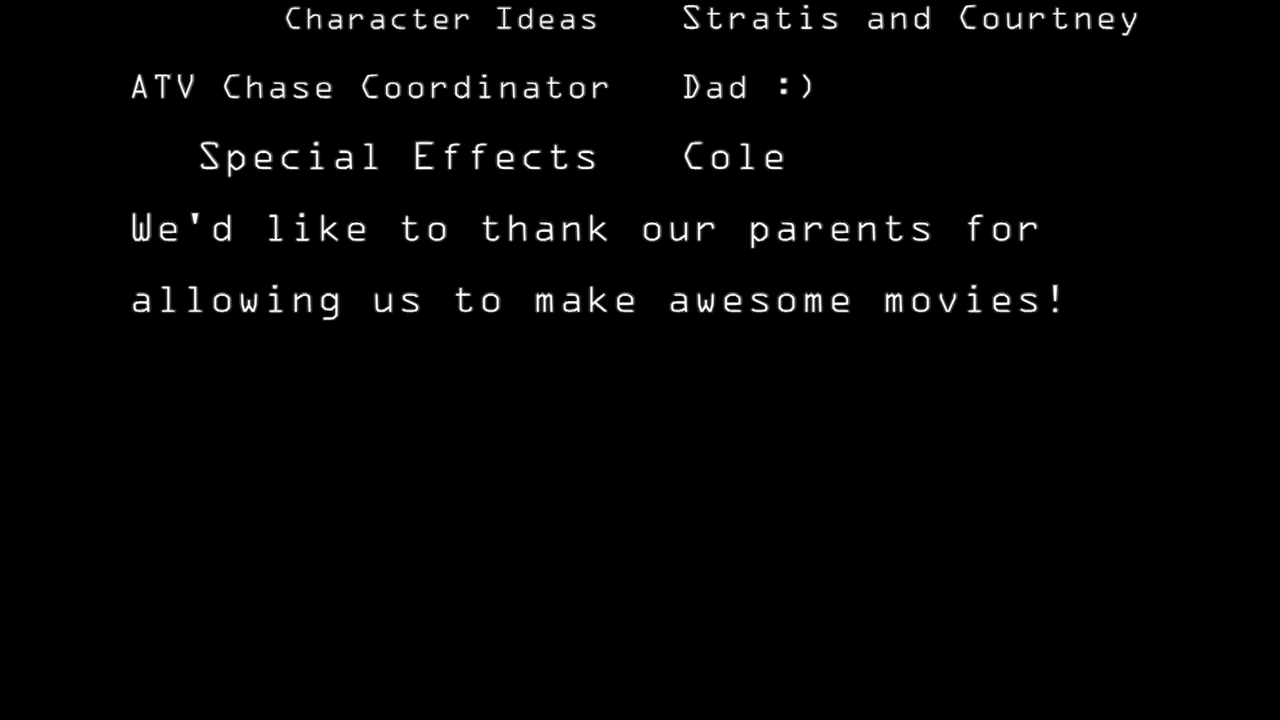 Character Ideas Stratis and Courtney
ATV Chase Coordinator Dad :)
Special Effects Cole
We'd like to thank our parents for
allowing us to make awesome movies!